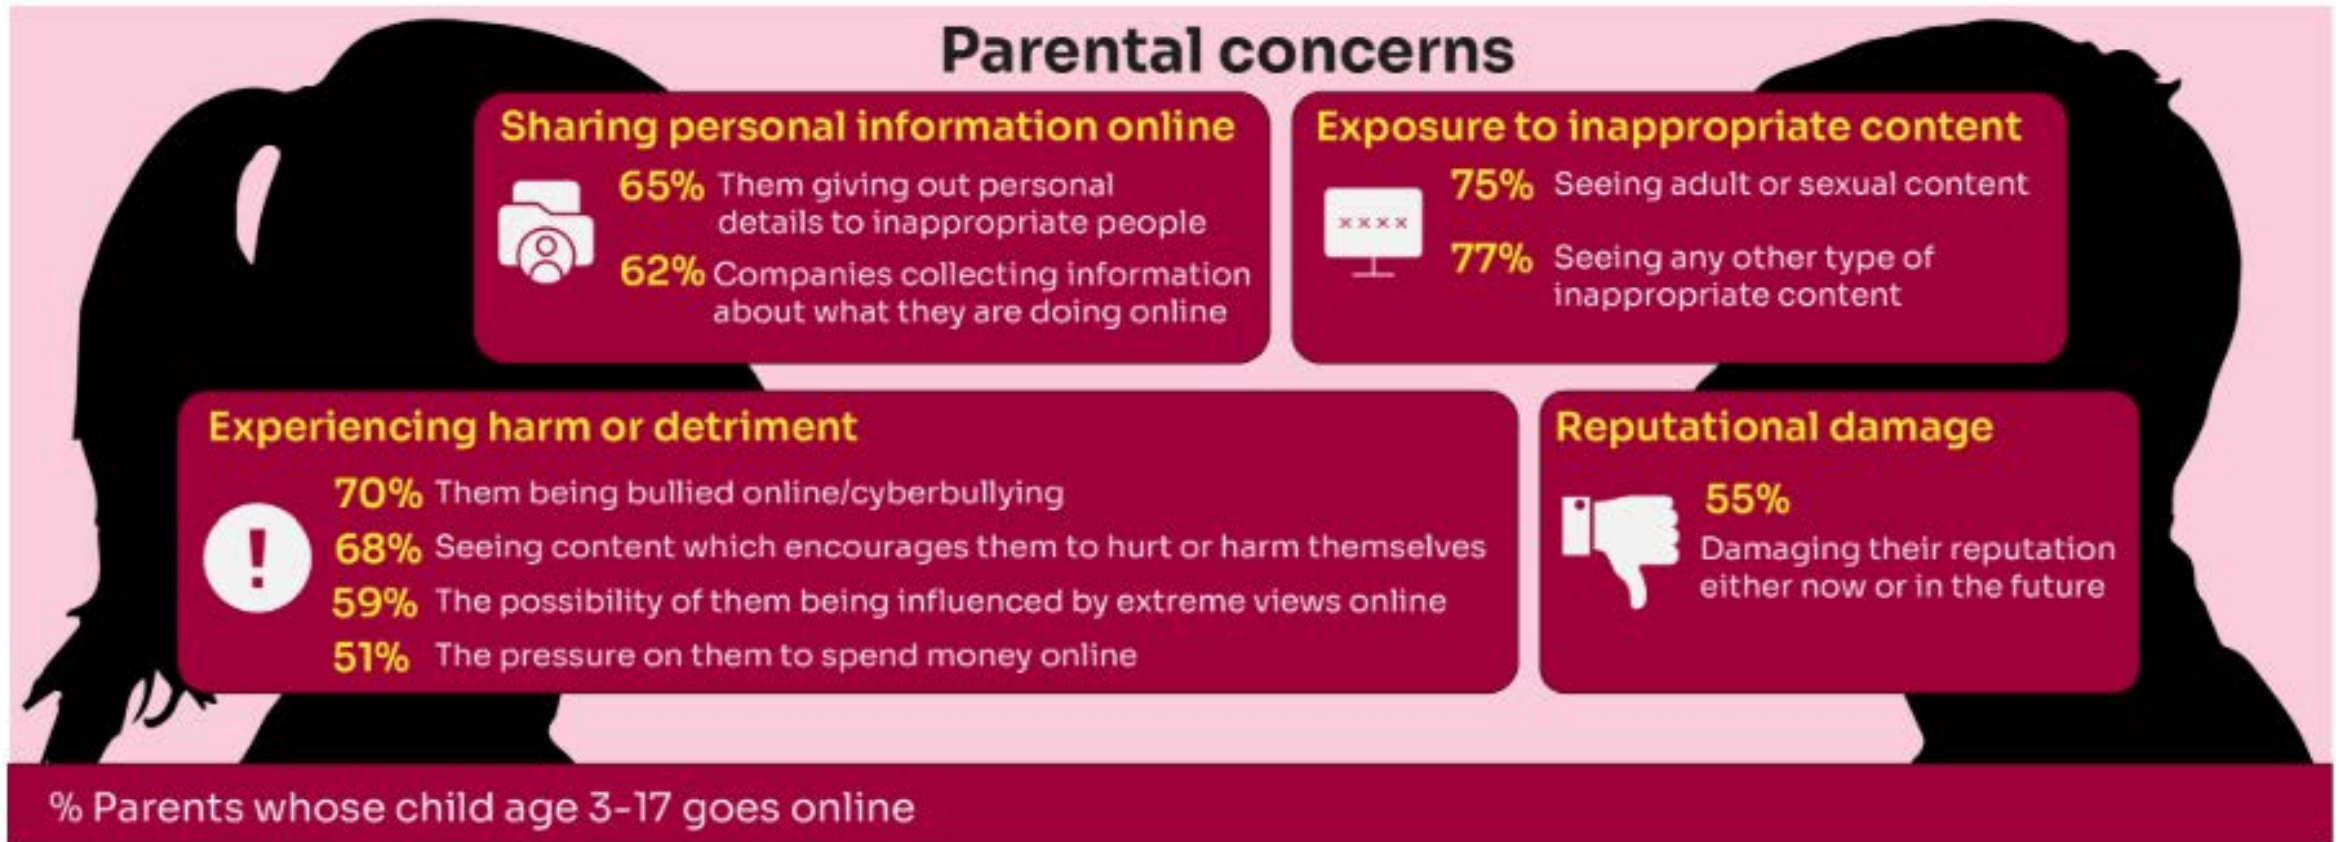 Parental concerns
Sharing personal information online
65% Them giving out personal
details to inappropriate people
62% Companies collecting information
about what they are doing online
Exposure to inappropriate content
xxxx
75% Seeing adult or sexual content
77% Seeing any other type of
inappropriate content
Experiencing harm or detriment
!
70% Them being bullied online/cyberbullying
68% Seeing content which encourages them to hurt or harm themselves
59% The possibility of them being influenced by extreme views online
51% The pressure on them to spend money online
Reputational damage
55%
Damaging their reputation
either now or in the future
% Parents whose child age 3-17 goes online